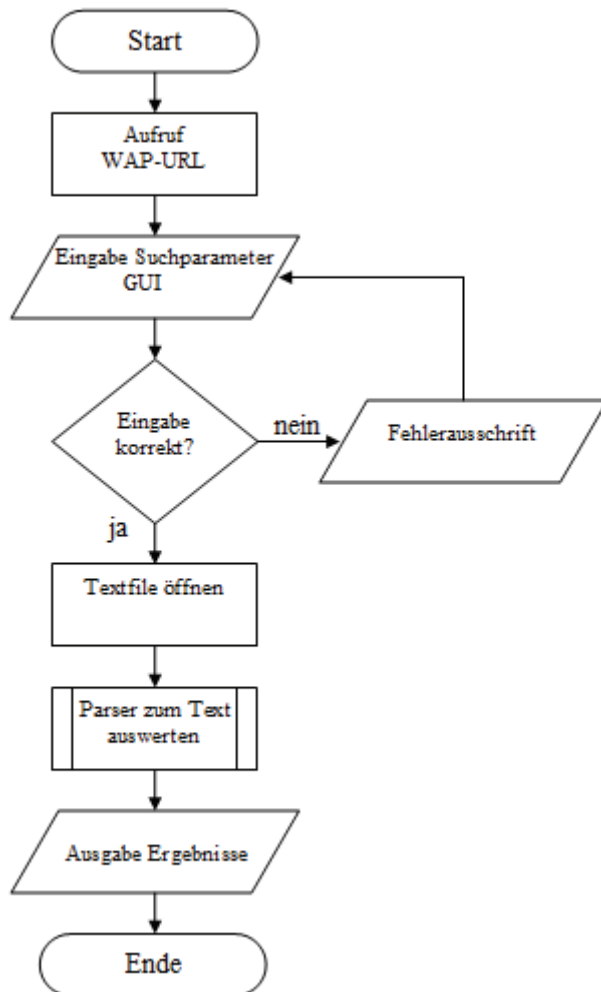 Start
Aufruf
WAP-URL
Eingabe Suchparameter
GUI
Eingabe
korrekt?
nein
Fehlerausschrift
ja
Textfile öffnen
Parser zum Text
auswerten
Ausgabe Ergebnisse
Ende